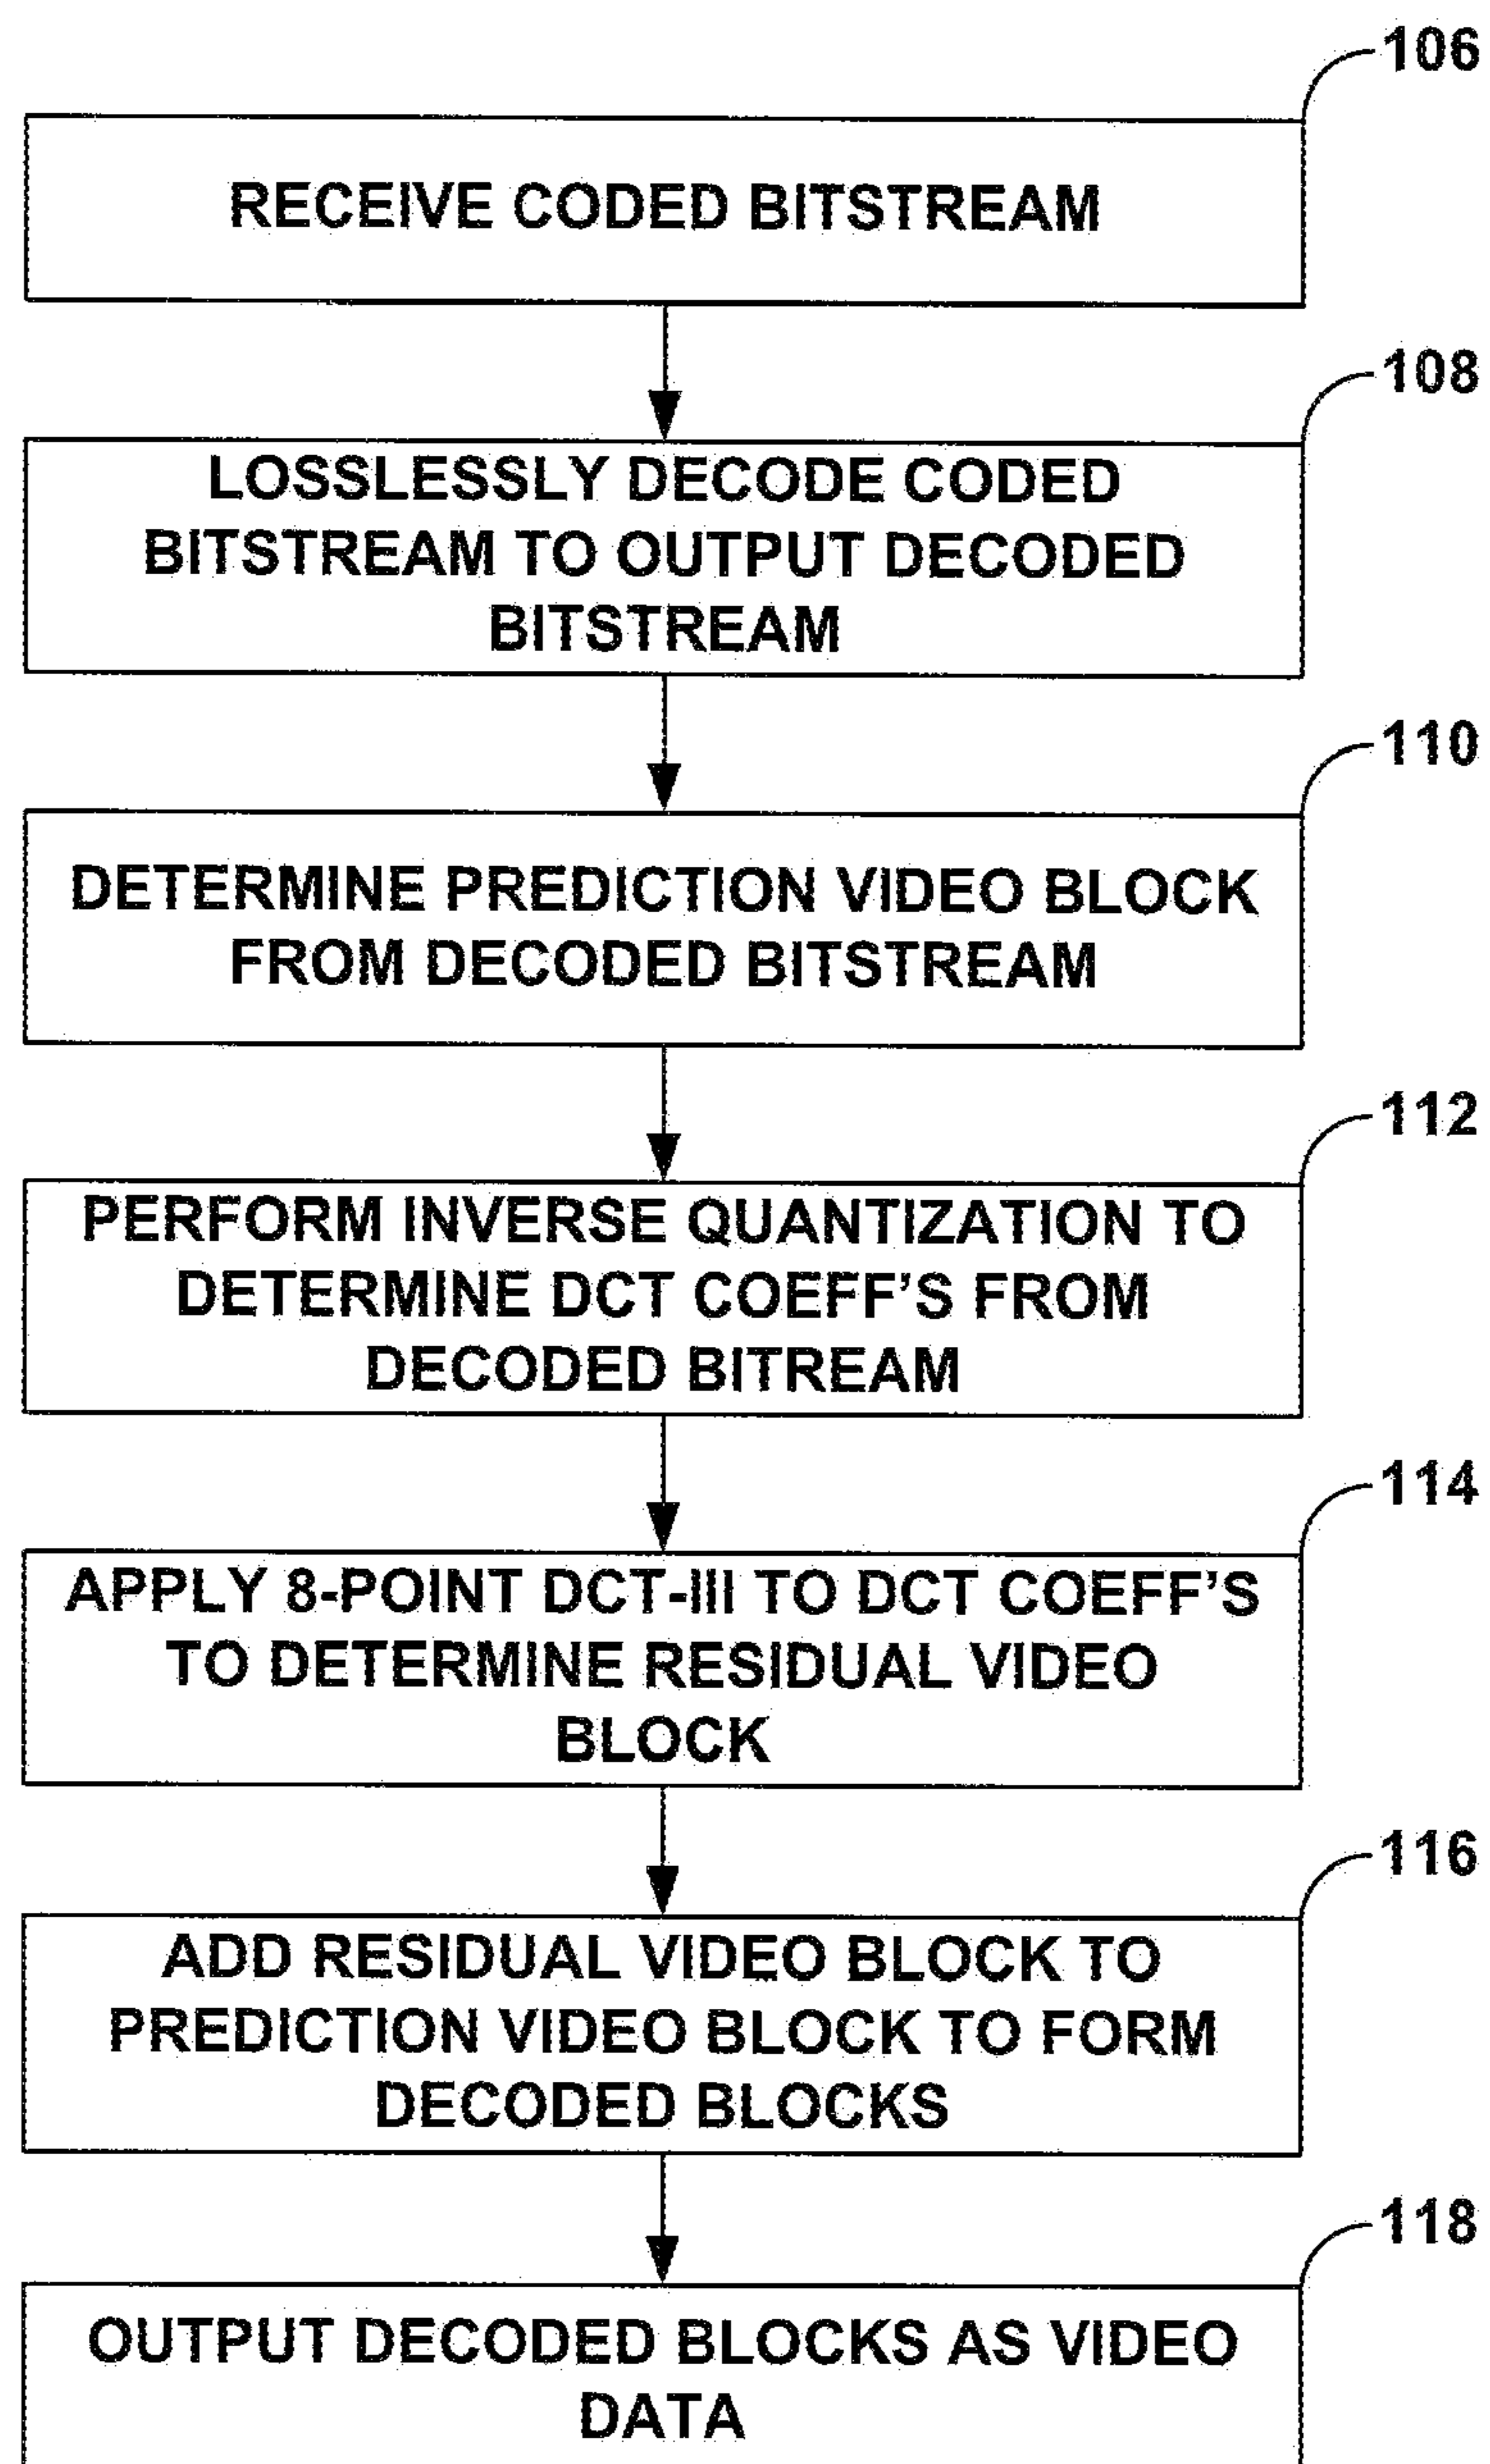 106
RECEIVE CODED BITSTREAM
108
LOSSLESSLY DECODE CODED
BITSTREAM TO OUTPUT DECODED
BITSTREAM
110
DETERMINE PREDICTION VIDEO BLOCK
FROM DECODED BITSTREAM
112
PERFORM INVERSE QUANTIZATION TO
DETERMINE DCT COEFF'S FROM
DECODED BITREAM
114
APPLY 8-POINT DCT-III TO DCT COEFF'S
TO DETERMINE RESIDUAL VIDEO
BLOCK
116
ADD RESIDUAL VIDEO BLOCK TO
PREDICTION VIDEO BLOCK TO FORM
DECODED BLOCKS
118
OUTPUT DECODED BLOCKS AS VIDEO
DATA